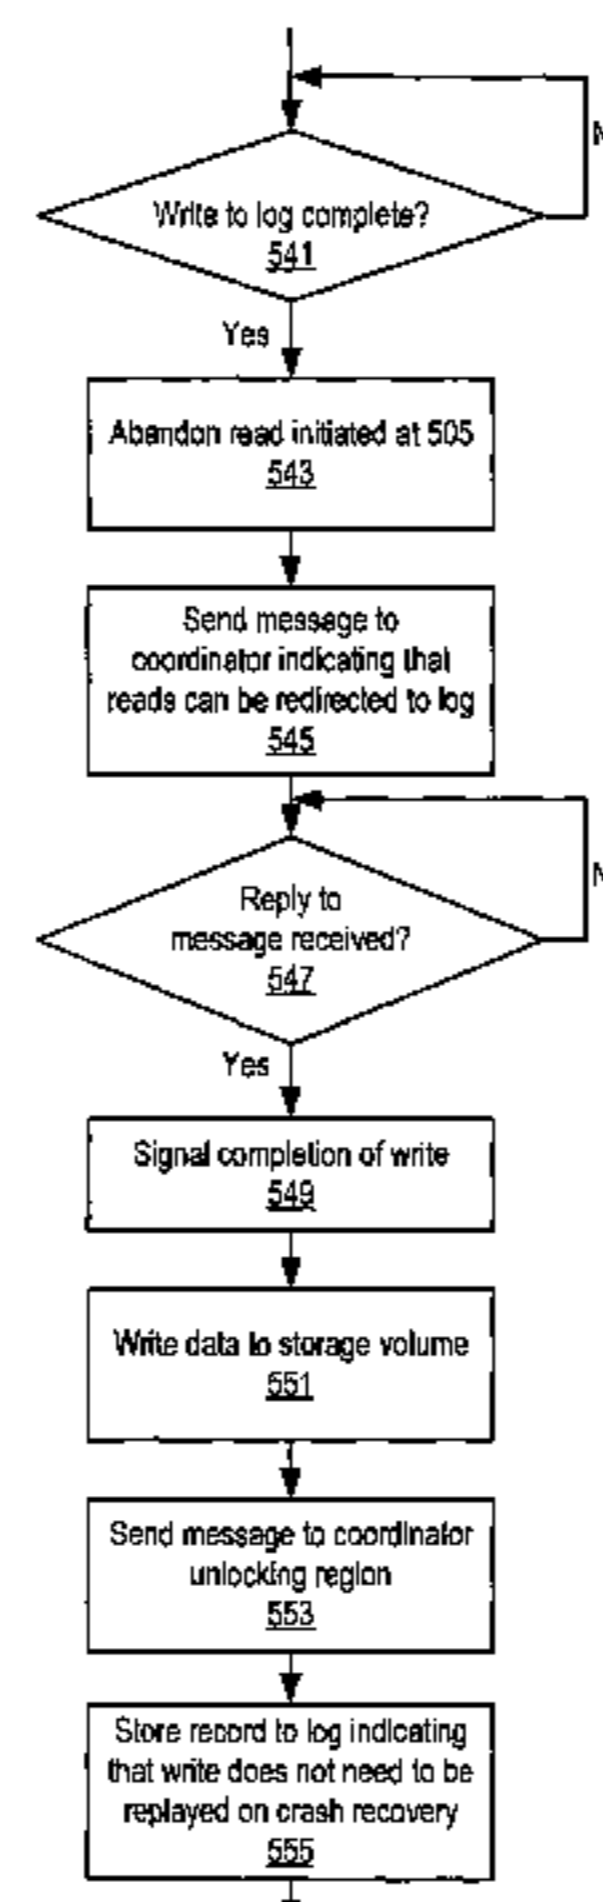 Write to log complete?
541
Yes
Abandon read initiated at 505
543
Send message to
coordinator indicating that
reads can be redirected to log
545
Reply to
message received?
547
Yes
Signal completion of write
549
Write data to storage volume
551
Send message to coordinator
unlocking region
553
Store record to log indicating
that write does not need to be
replayed on crash recovery
555